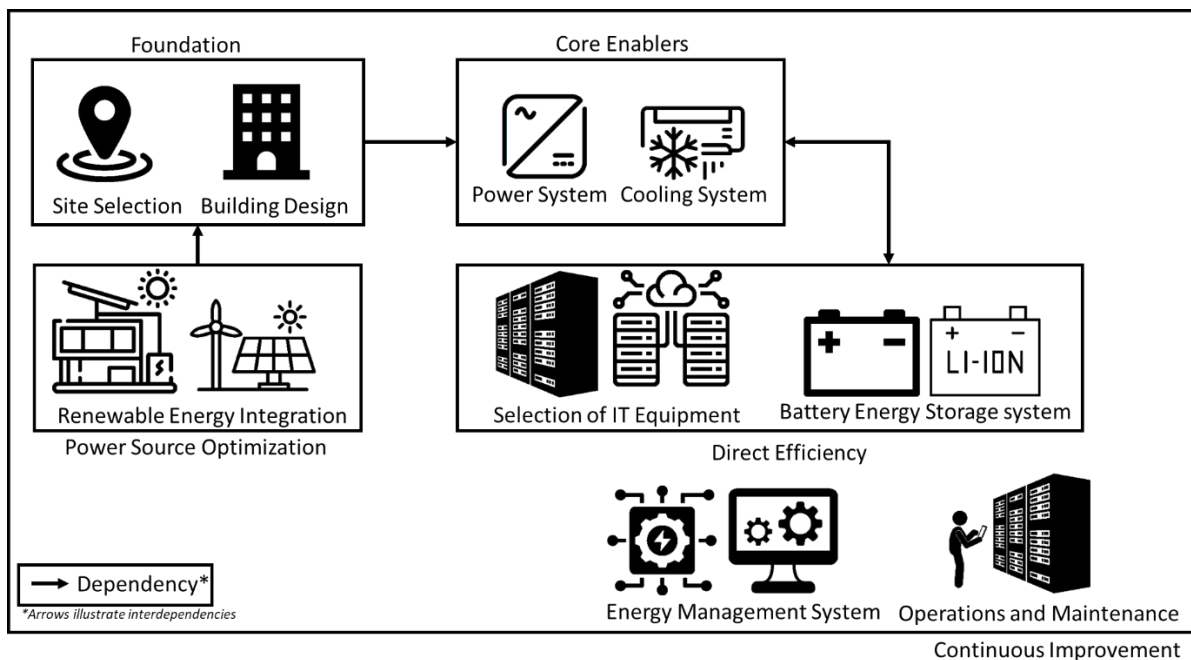 Foundation
Core Enablers
Site Selection
Building Design
Power System
Cooling System
Renewable Energy Integration
Power Source Optimization
+ -
+ -
LI-ION
Selection of IT Equipment
Battery Energy Storage system
Direct Efficiency
Dependency*
*Arrows illustrate interdependencies
Energy Management System
Operations and Maintenance
Continuous Improvement